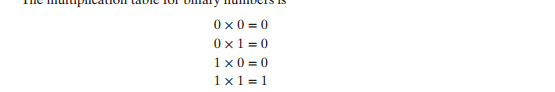 The multiplication table for binary numbers is
0 × 0 = 0
0 × 1 = 0
1 × 0 = 0
1 × 1 = 1